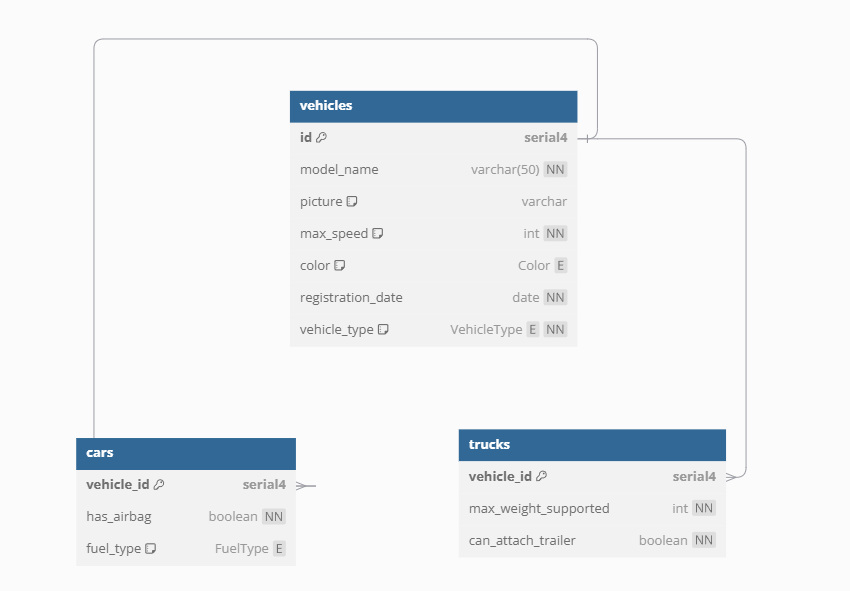 vehicles
id serial4
model_name varchar(50) NN
picture varchar
max_speed int NN
color Color E
registration_date date NN
vehicle_type VehicleType E NN
cars
vehicle_id serial4
has_airbag boolean NN
fuel_type FuelType E
trucks
vehicle_id serial4
max_weight_supported int NN
can_attach_trailer boolean NN